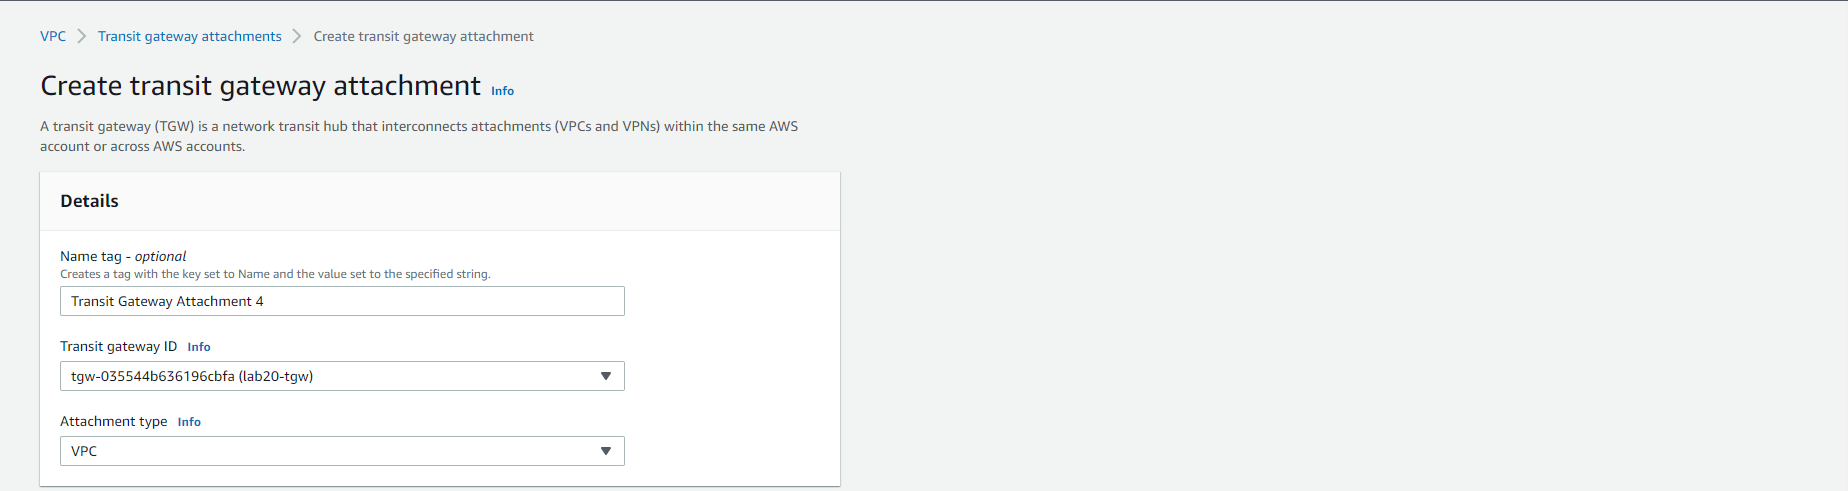 VPC > Transit gateway attachments > Create transit gateway attachment
Create transit gateway attachment Info
A transit gateway (TGW) is a network transit hub that interconnects attachments (VPCs and VPNs) within the same AWS
account or across AWS accounts.
Details
Name tag - optional
Creates a tag with the key set to Name and the value set to the specified string.
Transit Gateway Attachment 4
Transit gateway ID Info
tgw-035544b636196cbfa (lab20-tgw)
Attachment type Info
VPC